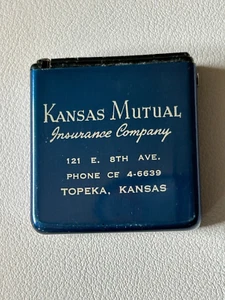 KANSAS MUTUAL
Insurance Company
121 E. 8TH AVE.
PHONE CE 4-6639
TOPEKA, KANSAS